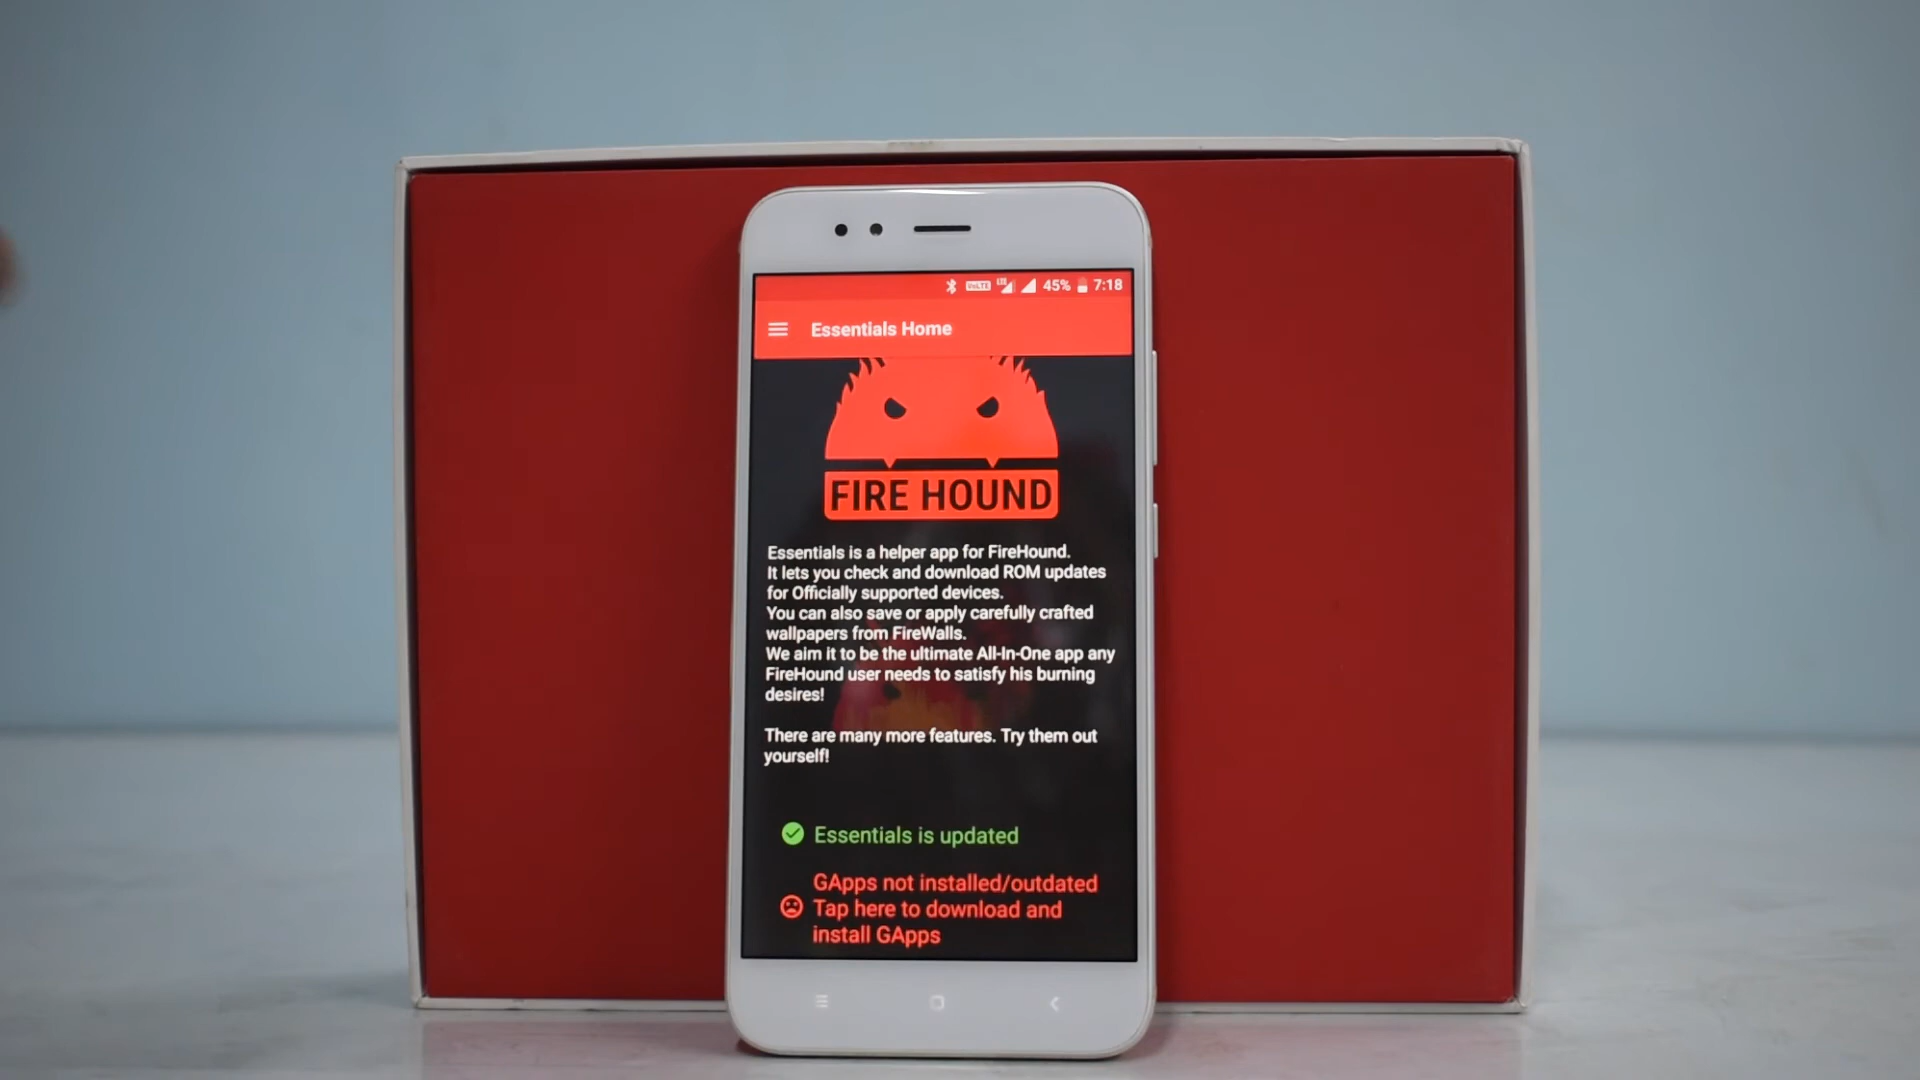 VoLTE LTE 45% 7:18
Essentials Home
FIRE HOUND
Essentials is a helper app for FireHound.
It lets you check and download ROM updates
for Officially supported devices.
You can also save or apply carefully crafted
wallpapers from FireWalls.
We aim it to be the ultimate All-In-One app any
FireHound user needs to satisfy his burning
desires!
There are many more features. Try them out
yourself!
Essentials is updated
GApps not installed/outdated
Tap here to download and
install GApps